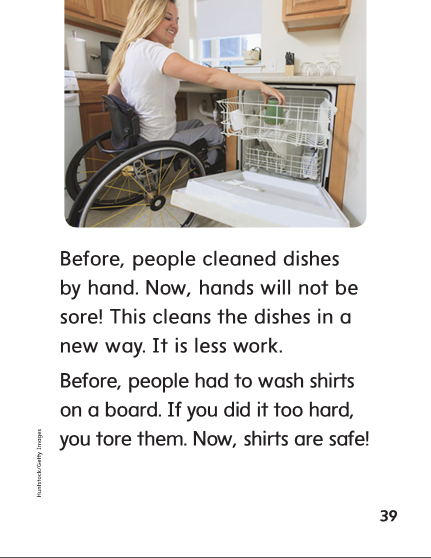 Before, people cleaned dishes
by hand. Now, hands will not be
sore! This cleans the dishes in a
new way. It is less work.
Before, people had to wash shirts
on a board. If you did it too hard,
you tore them. Now, shirts are safe!
Huntstock/Getty Images
39